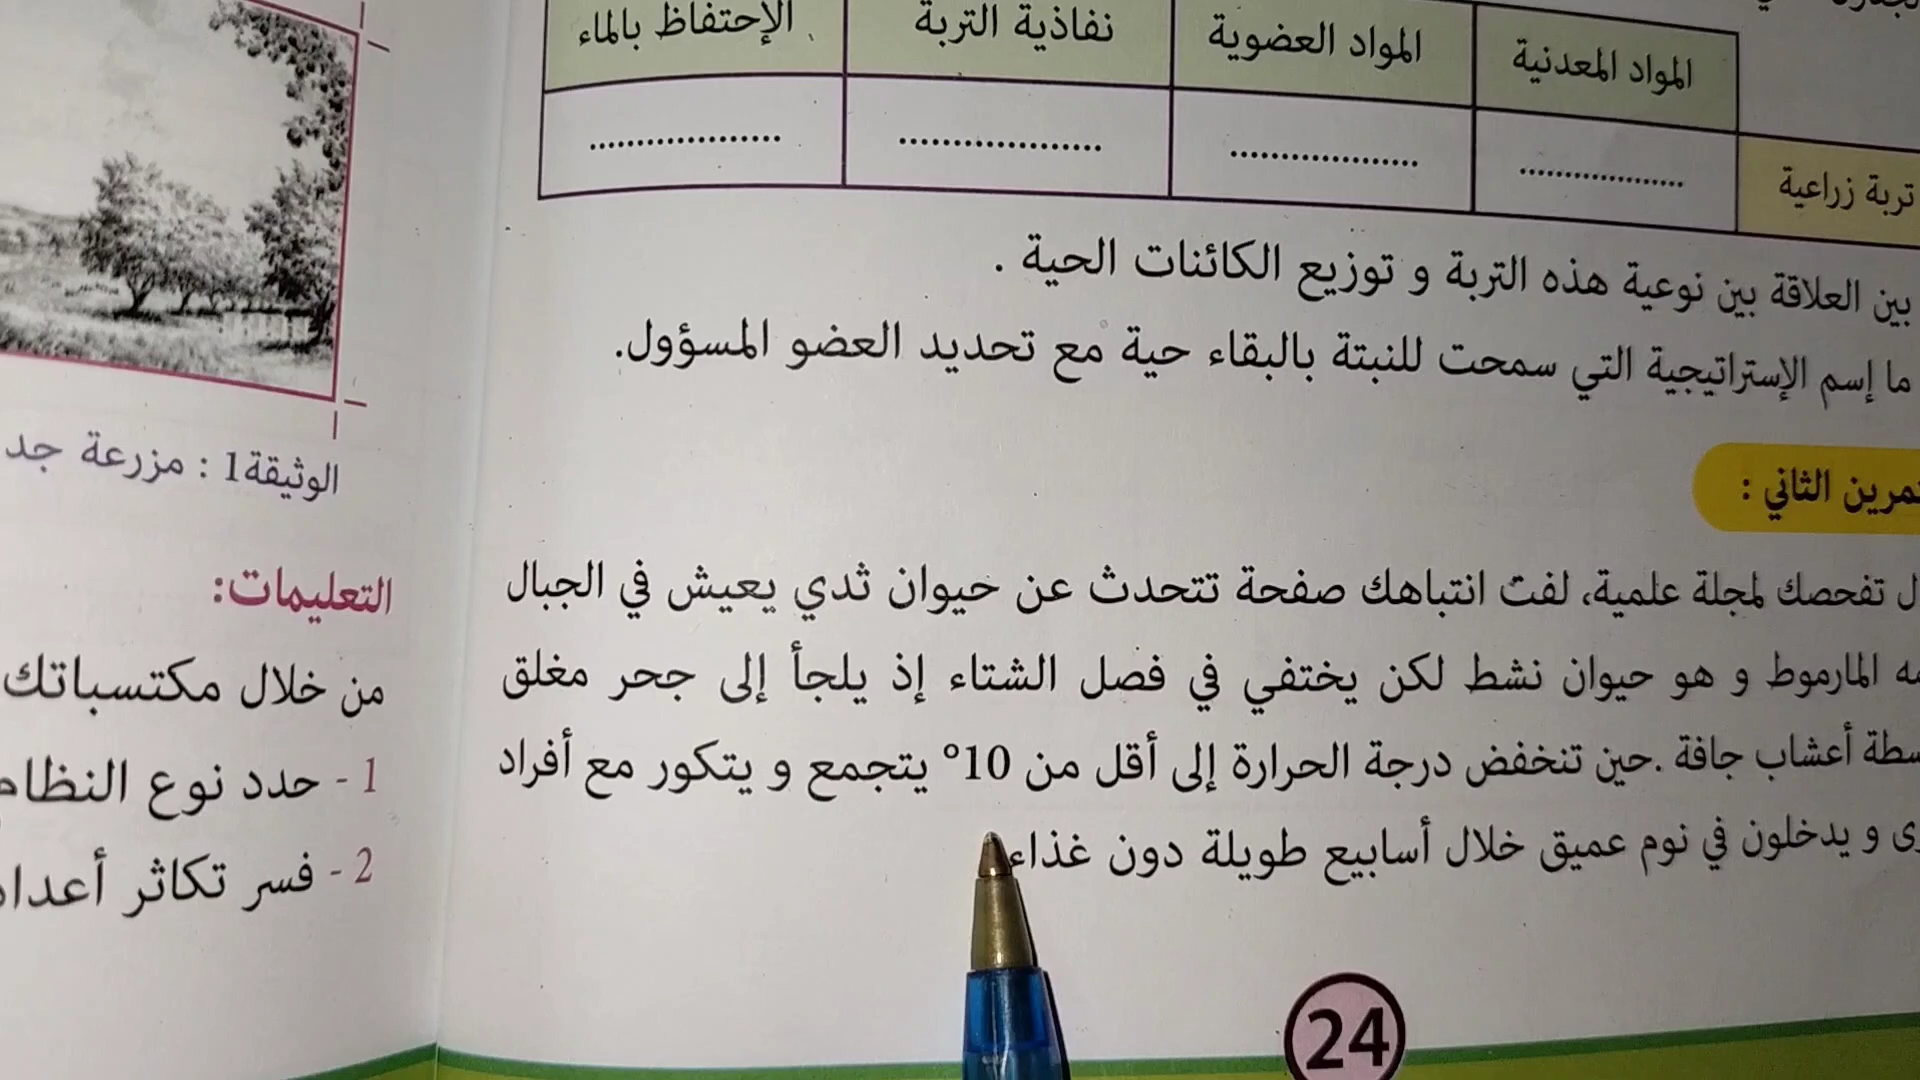 المواد المعدنية
المواد العضوية
نفاذية التربة
الإحتفاظ بالماء
تربة زراعية
.................. .................. .................. ..................
بين العلاقة بين نوعية هذه التربة و توزيع الكائنات الحية .
ما إسم الإستراتيجية التي سمحت للنبتة بالبقاء حية مع تحديد العضو المسؤول.
الثاني :
تفحصك لمجلة علمية، لفت انتباهك صفحة تتحدث عن حيوان ثدي يعيش في الجبال
المارموط و هو حيوان نشط لكن يختفي في فصل الشتاء إذ يلجأ إلى جحر مغلق
أعشاب جافة .حين تنخفض درجة الحرارة إلى أقل من 10° يتجمع و يتكور مع أفراد
و يدخلون في نوم عميق خلال أسابيع طويلة دون غذاء
24
الوثيقة1 : مزرعة جد
التعليمات:
من خلال مكتسباتك
1 - حدد نوع
2 - فسر تكاثر